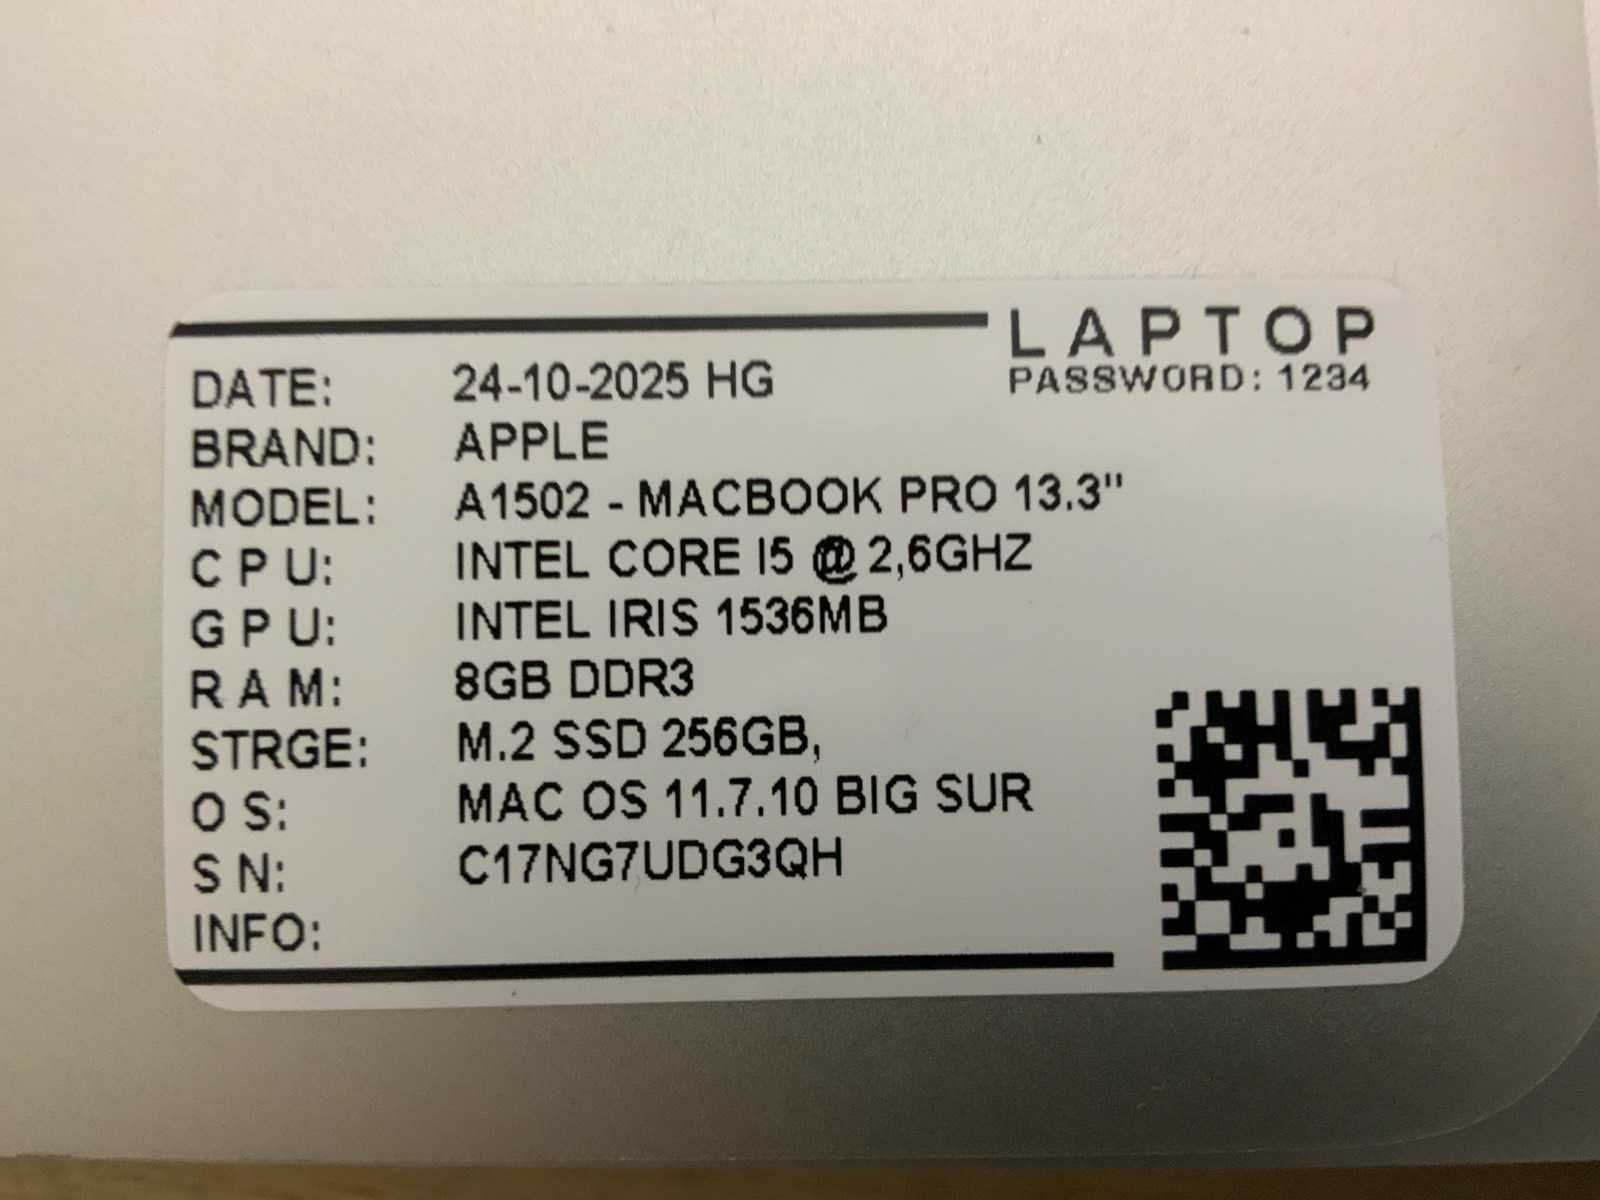 LAPTOP
PASSWORD: 1234
DATE: 24-10-2025 HG
BRAND: APPLE
MODEL: A1502 - MACBOOK PRO 13.3"
C P U: INTEL CORE I5 @ 2,6GHZ
G P U: INTEL IRIS 1536MB
R A M: 8GB DDR3
STRGE: M.2 SSD 256GB,
O S: MAC OS 11.7.10 BIG SUR
S N: C17NG7UDG3QH
INFO: